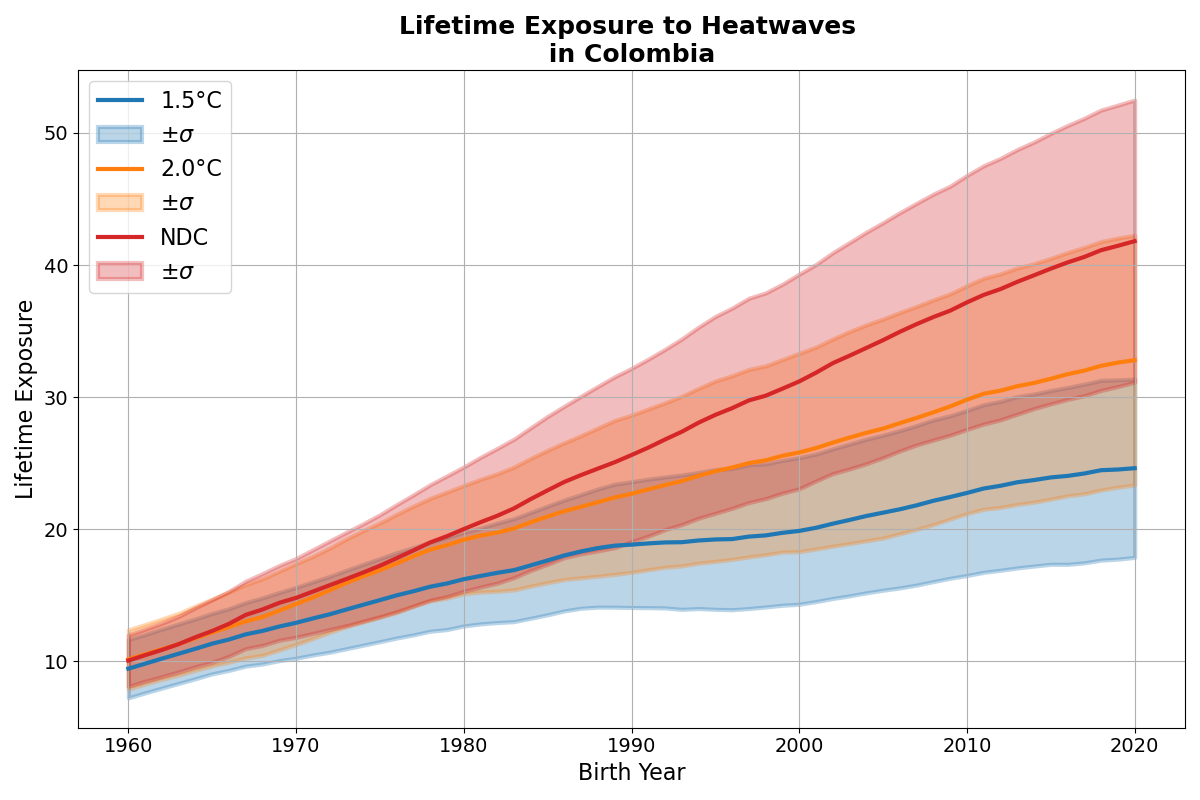 Lifetime Exposure to Heatwaves
in Colombia
1.5°C
±σ
2.0°C
±σ
NDC
±σ
Lifetime Exposure
50
40
30
20
10
1960 1970 1980 1990 2000 2010 2020
Birth Year